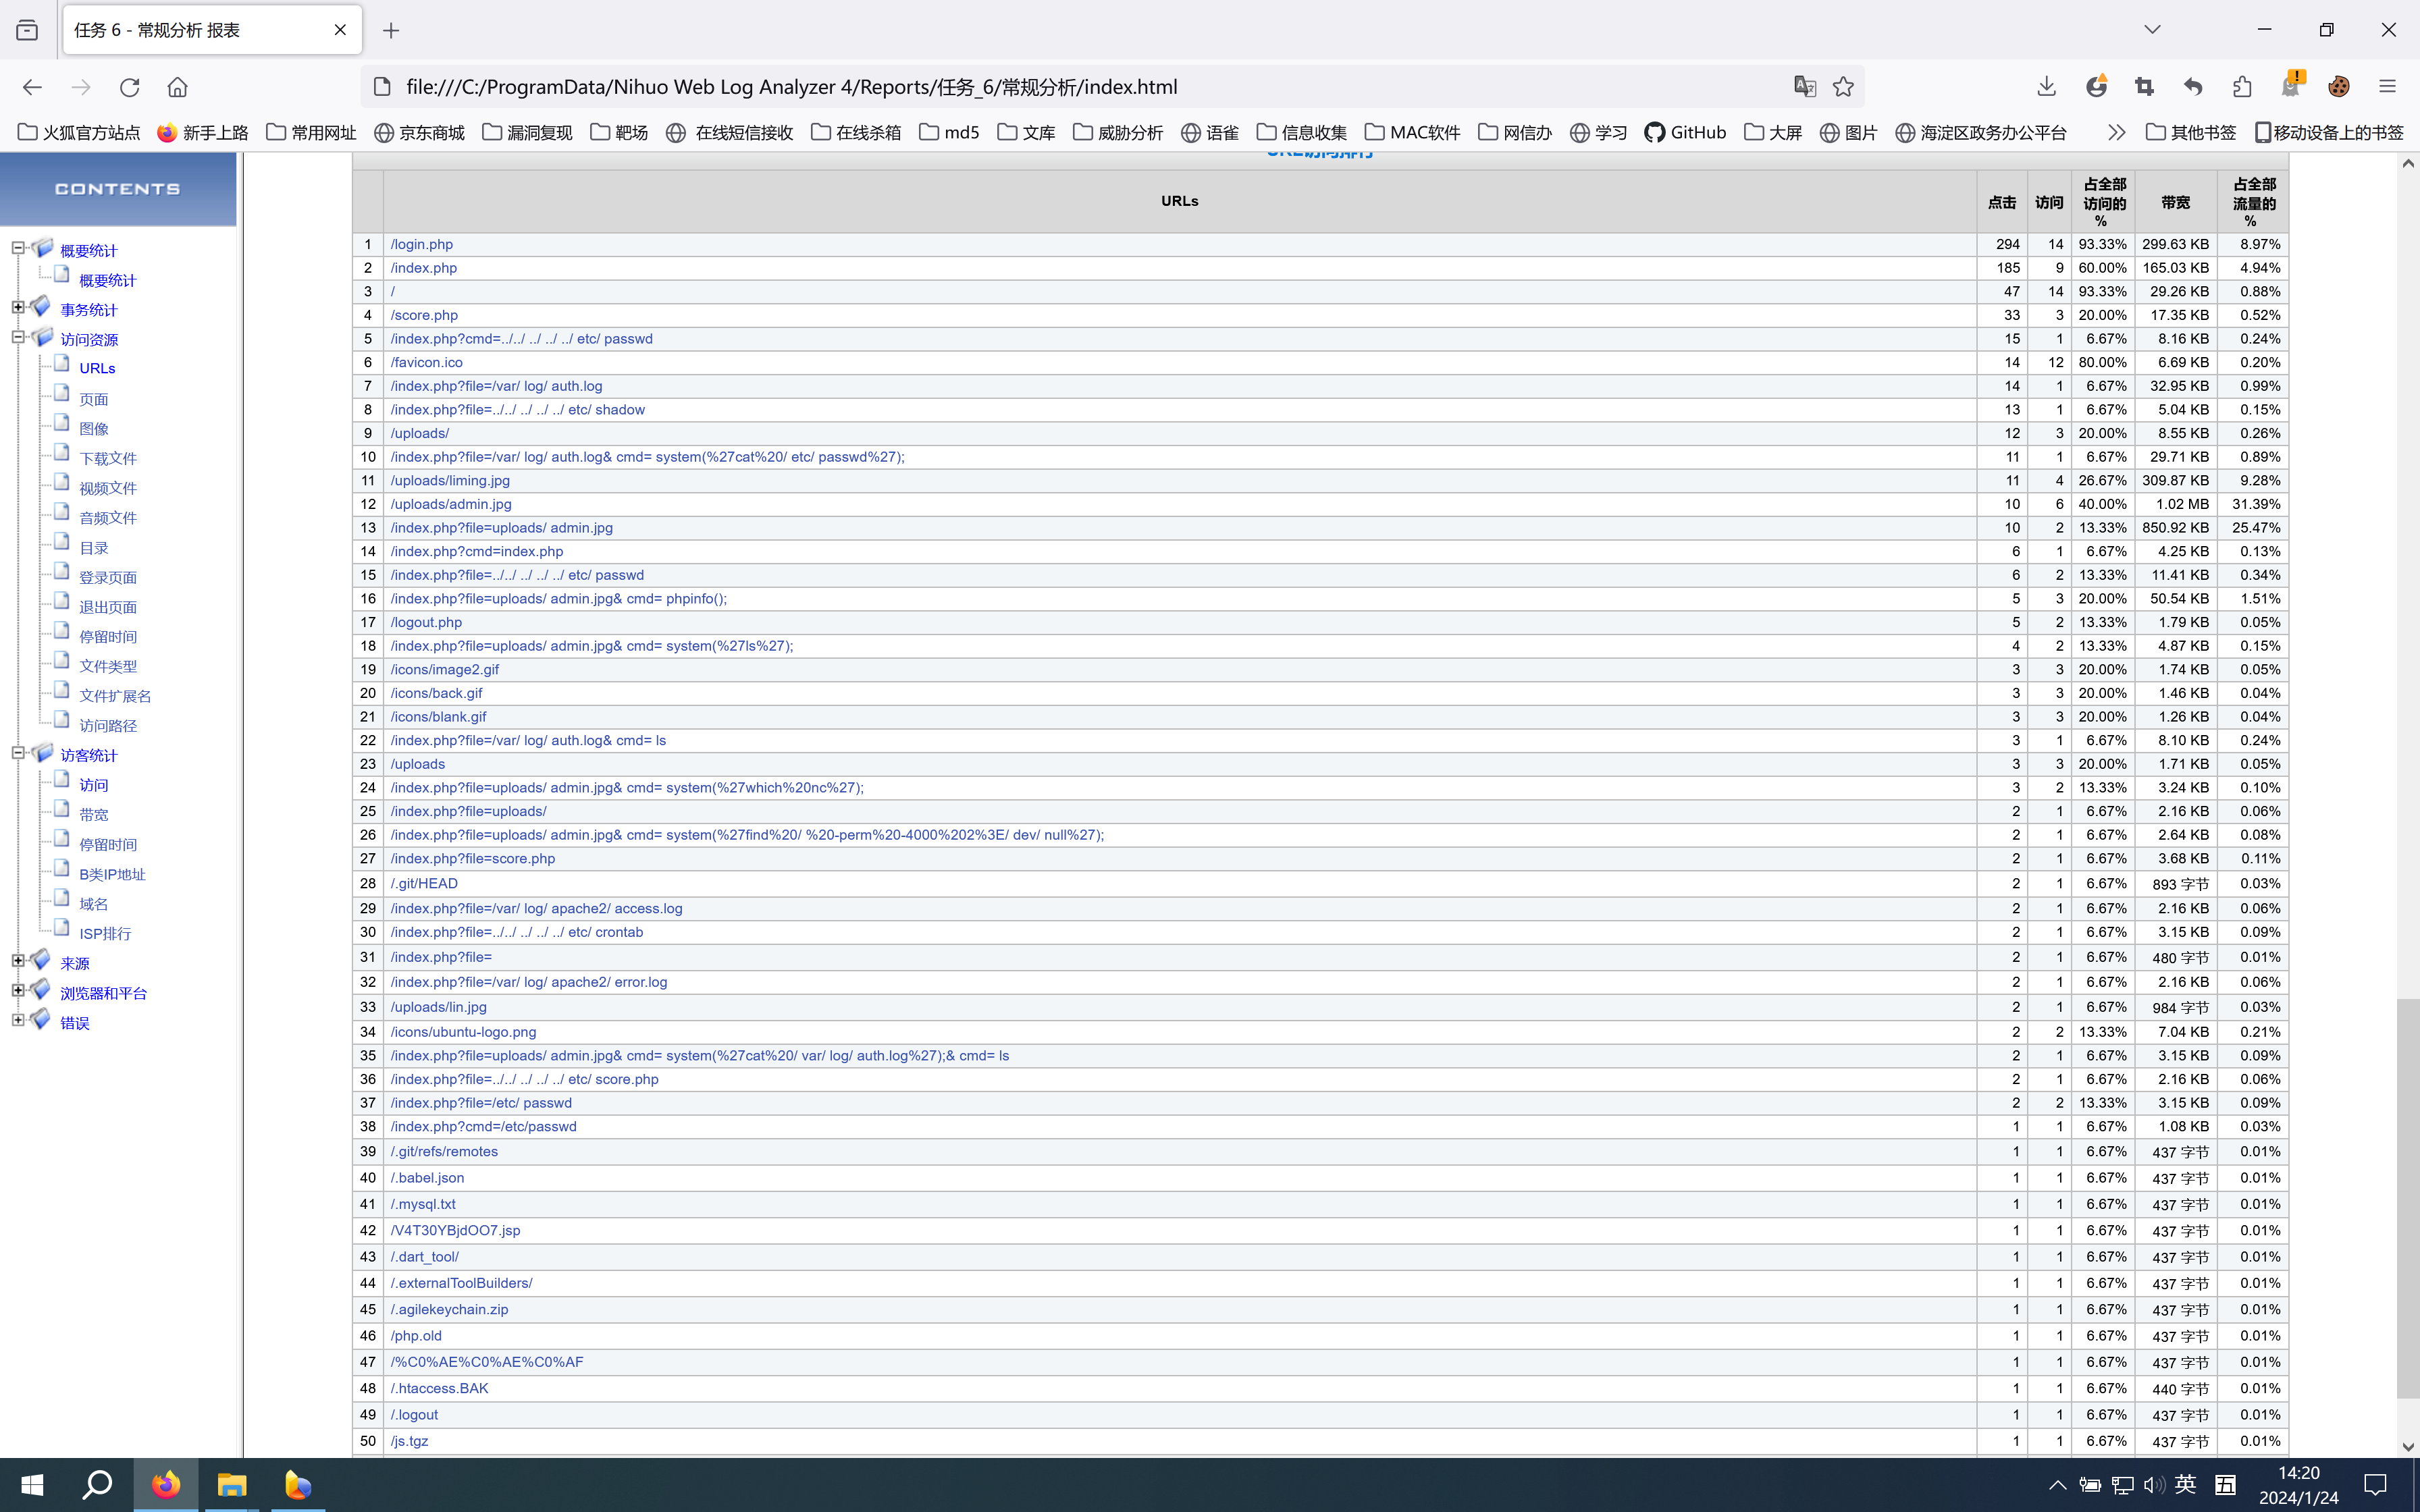 任务 6 - 常规分析 报表
file:///C:/ProgramData/Nihuo Web Log Analyzer 4/Reports/任务_6/常规分析/index.html
火狐官方站点 新手上路 常用网址 京东商城 漏洞复现 靶场 在线短信接收 在线杀箱 md5 文库 威胁分析 语雀 信息收集 MAC软件 网信办 学习 GitHub 大屏 图片 海淀区政务办公平台 其他书签 移动设备上的书签
CONTENTS
概要统计
概要统计
事务统计
访问资源
URLs
页面
图像
下载文件
视频文件
音频文件
目录
登录页面
退出页面
停留时间
文件类型
文件扩展名
访问路径
访客统计
访问
带宽
停留时间
B类IP地址
域名
ISP排行
来源
浏览器和平台
错误
URL访问排行
URLs 点击 访问 占全部访问的% 带宽 占全部流量的%
1 /login.php 294 14 93.33% 299.63 KB 8.97%
2 /index.php 185 9 60.00% 165.03 KB 4.94%
3 / 47 14 93.33% 29.26 KB 0.88%
4 /score.php 33 3 20.00% 17.35 KB 0.52%
5 /index.php?cmd=../../ ../ ../ ../ etc/ passwd 15 1 6.67% 8.16 KB 0.24%
6 /favicon.ico 14 12 80.00% 6.69 KB 0.20%
7 /index.php?file=/var/ log/ auth.log 14 1 6.67% 32.95 KB 0.99%
8 /index.php?file=../../ ../ ../ ../ etc/ shadow 13 1 6.67% 5.04 KB 0.15%
9 /uploads/ 12 3 20.00% 8.55 KB 0.26%
10 /index.php?file=/var/ log/ auth.log& cmd= system(%27cat%20/ etc/ passwd%27); 11 1 6.67% 29.71 KB 0.89%
11 /uploads/liming.jpg 11 4 26.67% 309.87 KB 9.28%
12 /uploads/admin.jpg 10 6 40.00% 1.02 MB 31.39%
13 /index.php?file=uploads/ admin.jpg 10 2 13.33% 850.92 KB 25.47%
14 /index.php?cmd=index.php 6 1 6.67% 4.25 KB 0.13%
15 /index.php?file=../../ ../ ../ ../ etc/ passwd 6 2 13.33% 11.41 KB 0.34%
16 /index.php?file=uploads/ admin.jpg& cmd= phpinfo(); 5 3 20.00% 50.54 KB 1.51%
17 /logout.php 5 2 13.33% 1.79 KB 0.05%
18 /index.php?file=uploads/ admin.jpg& cmd= system(%27ls%27); 4 2 13.33% 4.87 KB 0.15%
19 /icons/image2.gif 3 3 20.00% 1.74 KB 0.05%
20 /icons/back.gif 3 3 20.00% 1.46 KB 0.04%
21 /icons/blank.gif 3 3 20.00% 1.26 KB 0.04%
22 /index.php?file=/var/ log/ auth.log& cmd= ls 3 1 6.67% 8.10 KB 0.24%
23 /uploads 3 3 20.00% 1.71 KB 0.05%
24 /index.php?file=uploads/ admin.jpg& cmd= system(%27which%20nc%27); 3 2 13.33% 3.24 KB 0.10%
25 /index.php?file=uploads/ 2 1 6.67% 2.16 KB 0.06%
26 /index.php?file=uploads/ admin.jpg& cmd= system(%27find%20/ %20-perm%20-4000%202%3E/ dev/ null%27); 2 1 6.67% 2.64 KB 0.08%
27 /index.php?file=score.php 2 1 6.67% 3.68 KB 0.11%
28 /.git/HEAD 2 1 6.67% 893 字节 0.03%
29 /index.php?file=/var/ log/ apache2/ access.log 2 1 6.67% 2.16 KB 0.06%
30 /index.php?file=../../ ../ ../ ../ etc/ crontab 2 1 6.67% 3.15 KB 0.09%
31 /index.php?file= 2 1 6.67% 480 字节 0.01%
32 /index.php?file=/var/ log/ apache2/ error.log 2 1 6.67% 2.16 KB 0.06%
33 /uploads/lin.jpg 2 1 6.67% 984 字节 0.03%
34 /icons/ubuntu-logo.png 2 2 13.33% 7.04 KB 0.21%
35 /index.php?file=uploads/ admin.jpg& cmd= system(%27cat%20/ var/ log/ auth.log%27);& cmd= ls 2 1 6.67% 3.15 KB 0.09%
36 /index.php?file=../../ ../ ../ ../ etc/ score.php 2 1 6.67% 2.16 KB 0.06%
37 /index.php?file=/etc/ passwd 2 2 13.33% 3.15 KB 0.09%
38 /index.php?cmd=/etc/passwd 1 1 6.67% 1.08 KB 0.03%
39 /.git/refs/remotes 1 1 6.67% 437 字节 0.01%
40 /.babel.json 1 1 6.67% 437 字节 0.01%
41 /.mysql.txt 1 1 6.67% 437 字节 0.01%
42 /V4T30YBjdOO7.jsp 1 1 6.67% 437 字节 0.01%
43 /.dart_tool/ 1 1 6.67% 437 字节 0.01%
44 /.externalToolBuilders/ 1 1 6.67% 437 字节 0.01%
45 /.agilekeychain.zip 1 1 6.67% 437 字节 0.01%
46 /php.old 1 1 6.67% 437 字节 0.01%
47 /%C0%AE%C0%AE%C0%AF 1 1 6.67% 437 字节 0.01%
48 /.htaccess.BAK 1 1 6.67% 440 字节 0.01%
49 /.logout 1 1 6.67% 437 字节 0.01%
50 /js.tgz 1 1 6.67% 437 字节 0.01%
英 五 14:20
2024/1/24